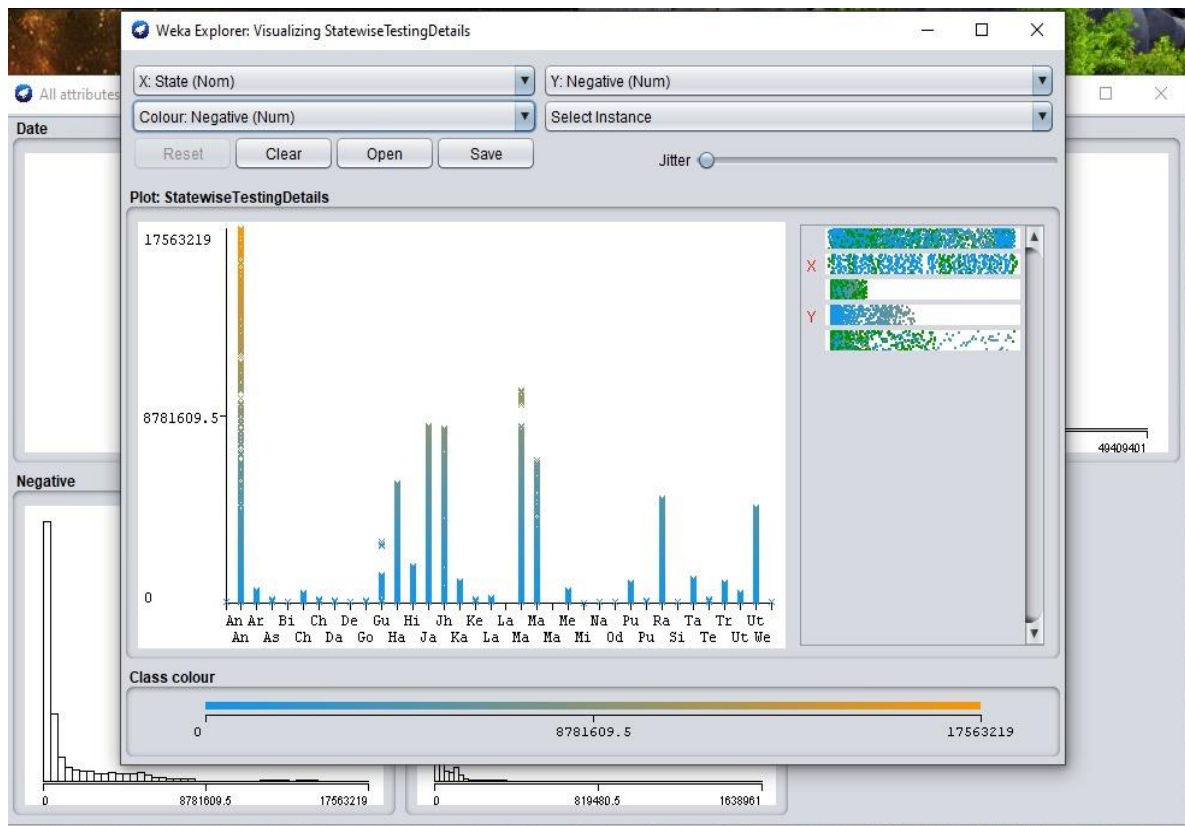 Weka Explorer: Visualizing StatewiseTestingDetails
X: State (Nom)
Y: Negative (Num)
All attributes
Colour: Negative (Num)
Select Instance
Date
Reset
Clear
Open
Save
Jitter
Plot: StatewiseTestingDetails
17563219
X
Y
8781609.5
49409401
Negative
0
An Ar Bi Ch De Gu Hi Jh Ke La Ma Me Na Pu Ra Ta Tr Ut
An As Ch Da Go Ha Ja Ka La Ma Ma Mi Od Pu Si Te Ut We
Class colour
0
8781609.5
17563219
0
8781609.5
17563219
0
819480.5
1638961